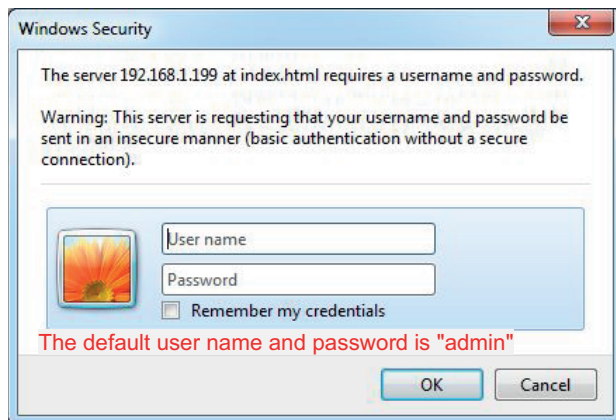 Windows Security
The server 192.168.1.199 at index.html requires a username and password.
Warning: This server is requesting that your username and password be
sent in an insecure manner (basic authentication without a secure
connection).
User name
Password
Remember my credentials
The default user name and password is "admin"
OK
Cancel